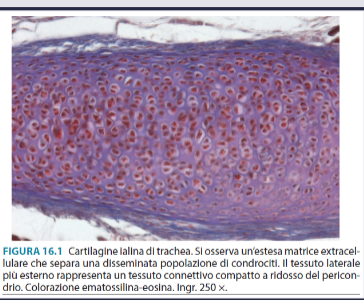 FIGURA 16.1 Cartilagine ialina di trachea. Si osserva un'estesa matrice extracel-
lulare che separa una disseminata popolazione di condrociti. Il tessuto laterale
più esterno rappresenta un tessuto connettivo compatto a ridosso del pericon-
drio. Colorazione ematossilina-eosina. Ingr. 250 ×.